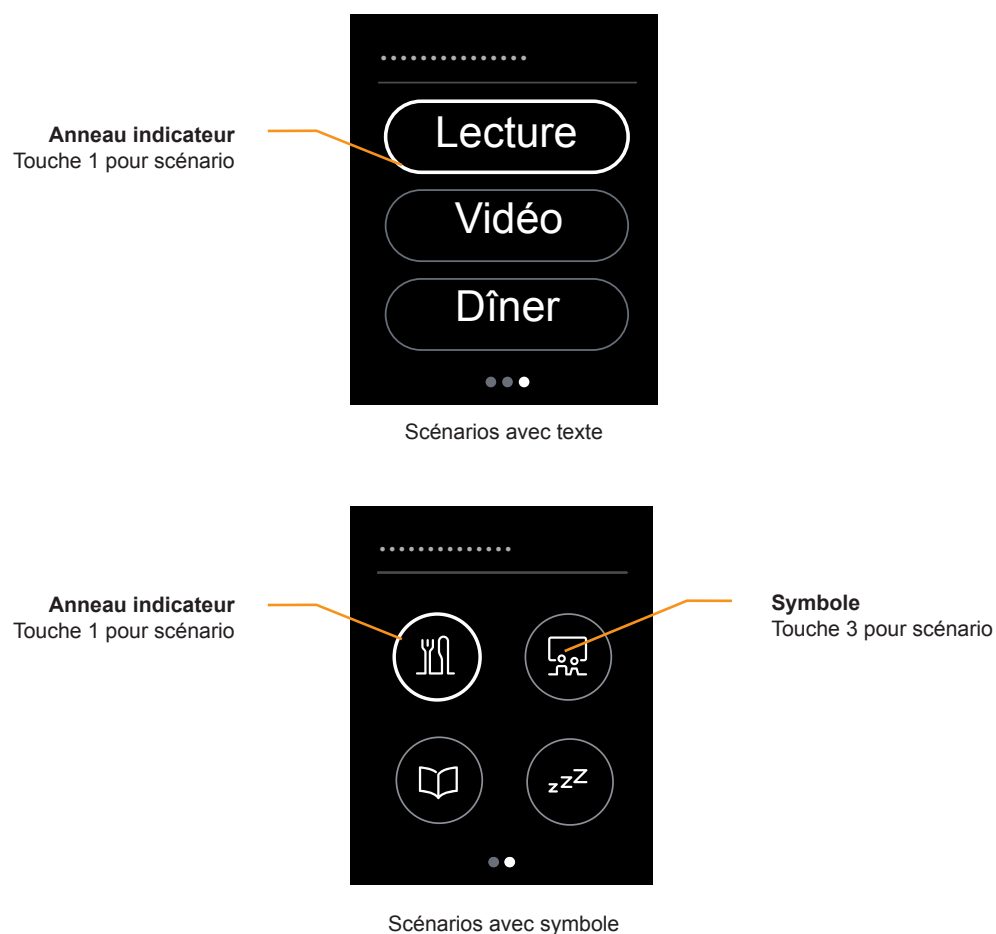 Lecture
Anneau indicateur
Touche 1 pour scénario
Vidéo
Dîner
Scénarios avec texte
Anneau indicateur
Touche 1 pour scénario
Symbole
Touche 3 pour scénario
zzZ
Scénarios avec symbole